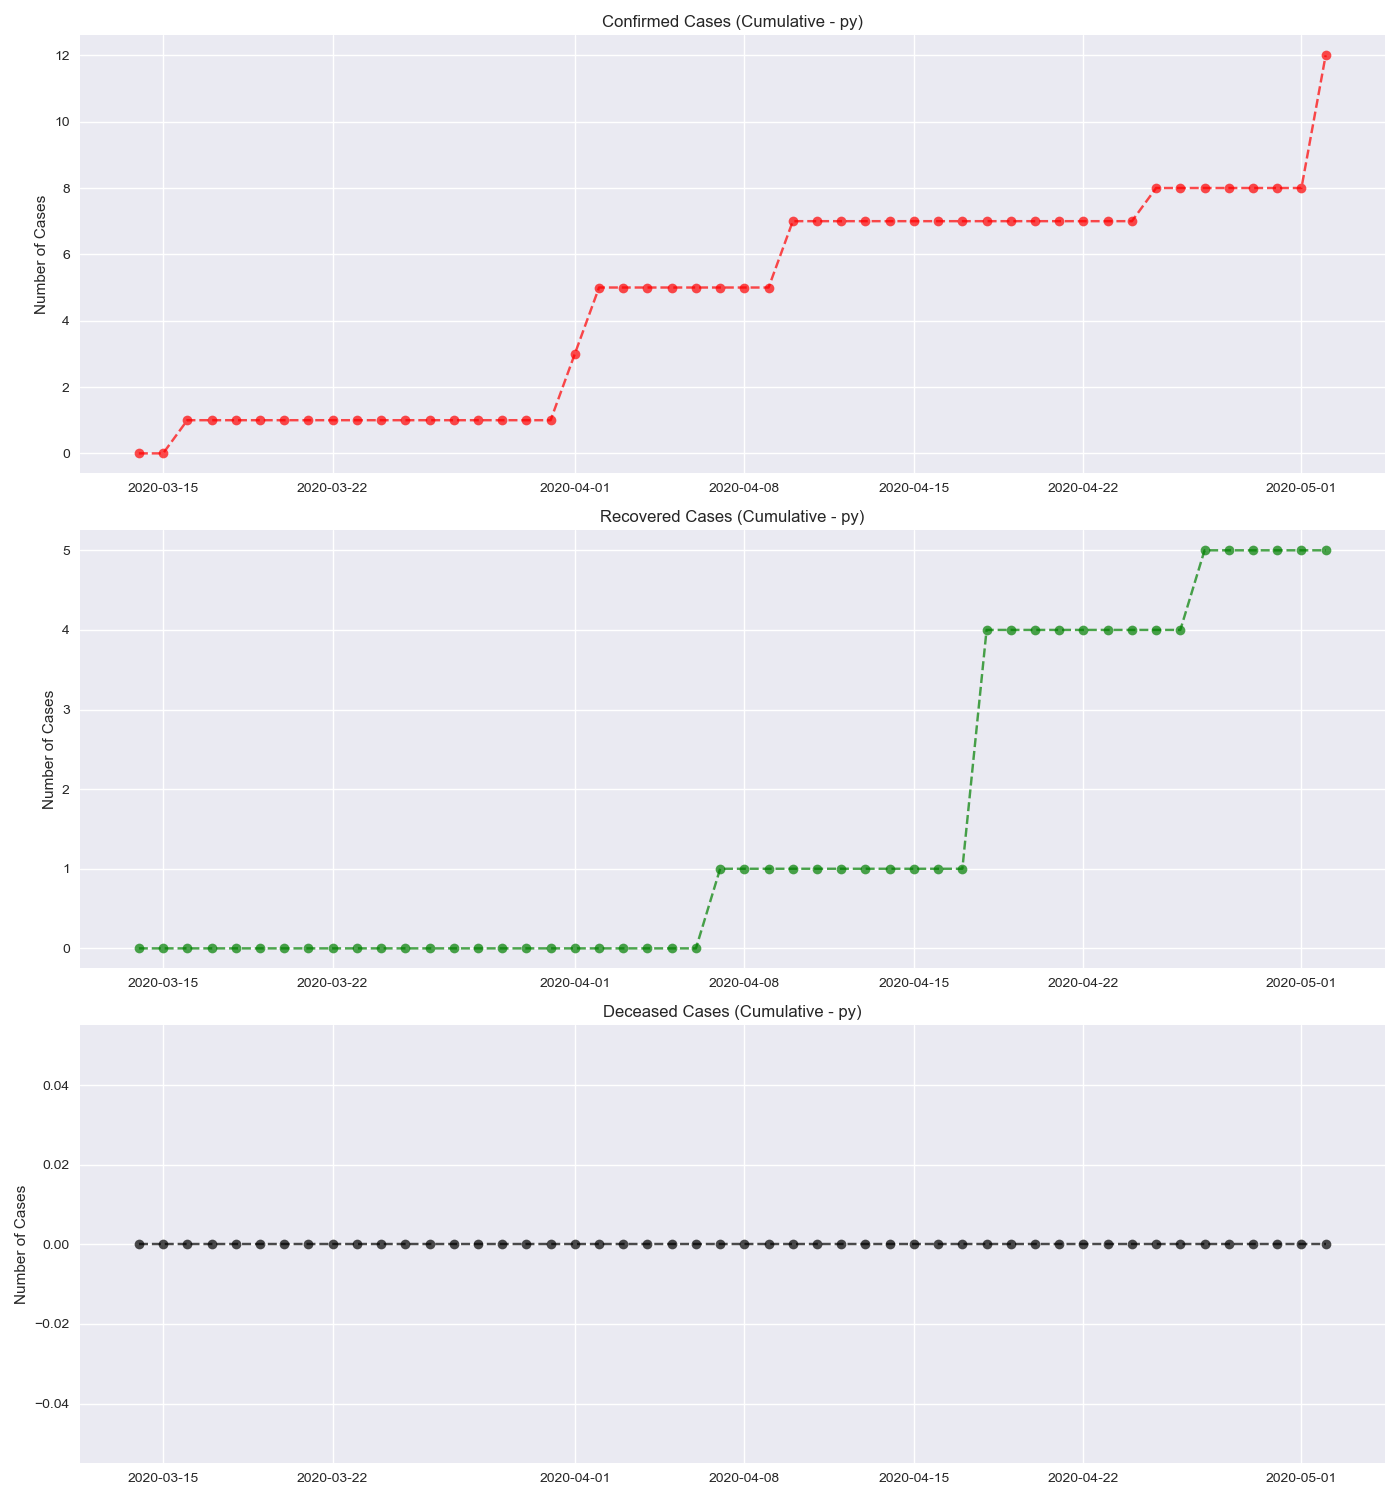 Confirmed Cases (Cumulative - py)
Number of Cases
12
10
8
6
4
2
0
2020-03-15 2020-03-22 2020-04-01 2020-04-08 2020-04-15 2020-04-22 2020-05-01
Recovered Cases (Cumulative - py)
Number of Cases
5
4
3
2
1
0
2020-03-15 2020-03-22 2020-04-01 2020-04-08 2020-04-15 2020-04-22 2020-05-01
Deceased Cases (Cumulative - py)
Number of Cases
0.04
0.02
0.00
−0.02
−0.04
2020-03-15 2020-03-22 2020-04-01 2020-04-08 2020-04-15 2020-04-22 2020-05-01